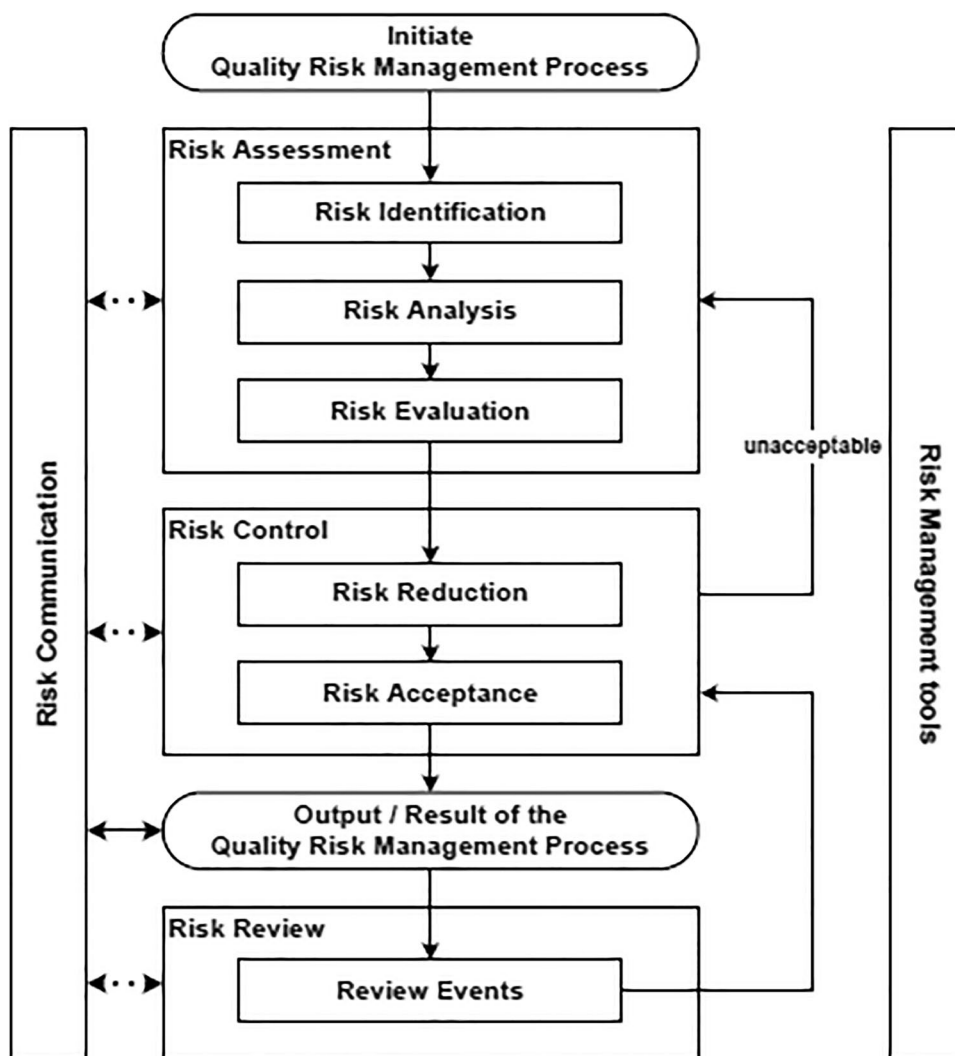 Initiate
Quality Risk Management Process
Risk Assessment
Risk Identification
Risk Analysis
Risk Evaluation
unacceptable
Risk Control
Risk Reduction
Risk Acceptance
Output / Result of the
Quality Risk Management Process
Risk Review
Review Events
Risk Communication
Risk Management tools